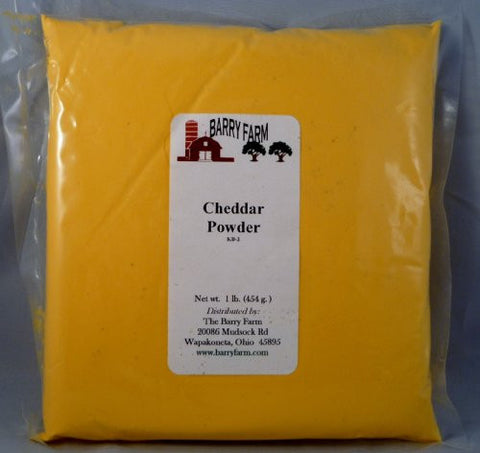 BARRY FARM
Cheddar
Powder
Net wt. 1 lb. (454 g.)
Distributed by:
The Barry Farm
20086 Mudsock Rd
Wapakoneta, Ohio 45895
www.barryfarm.com